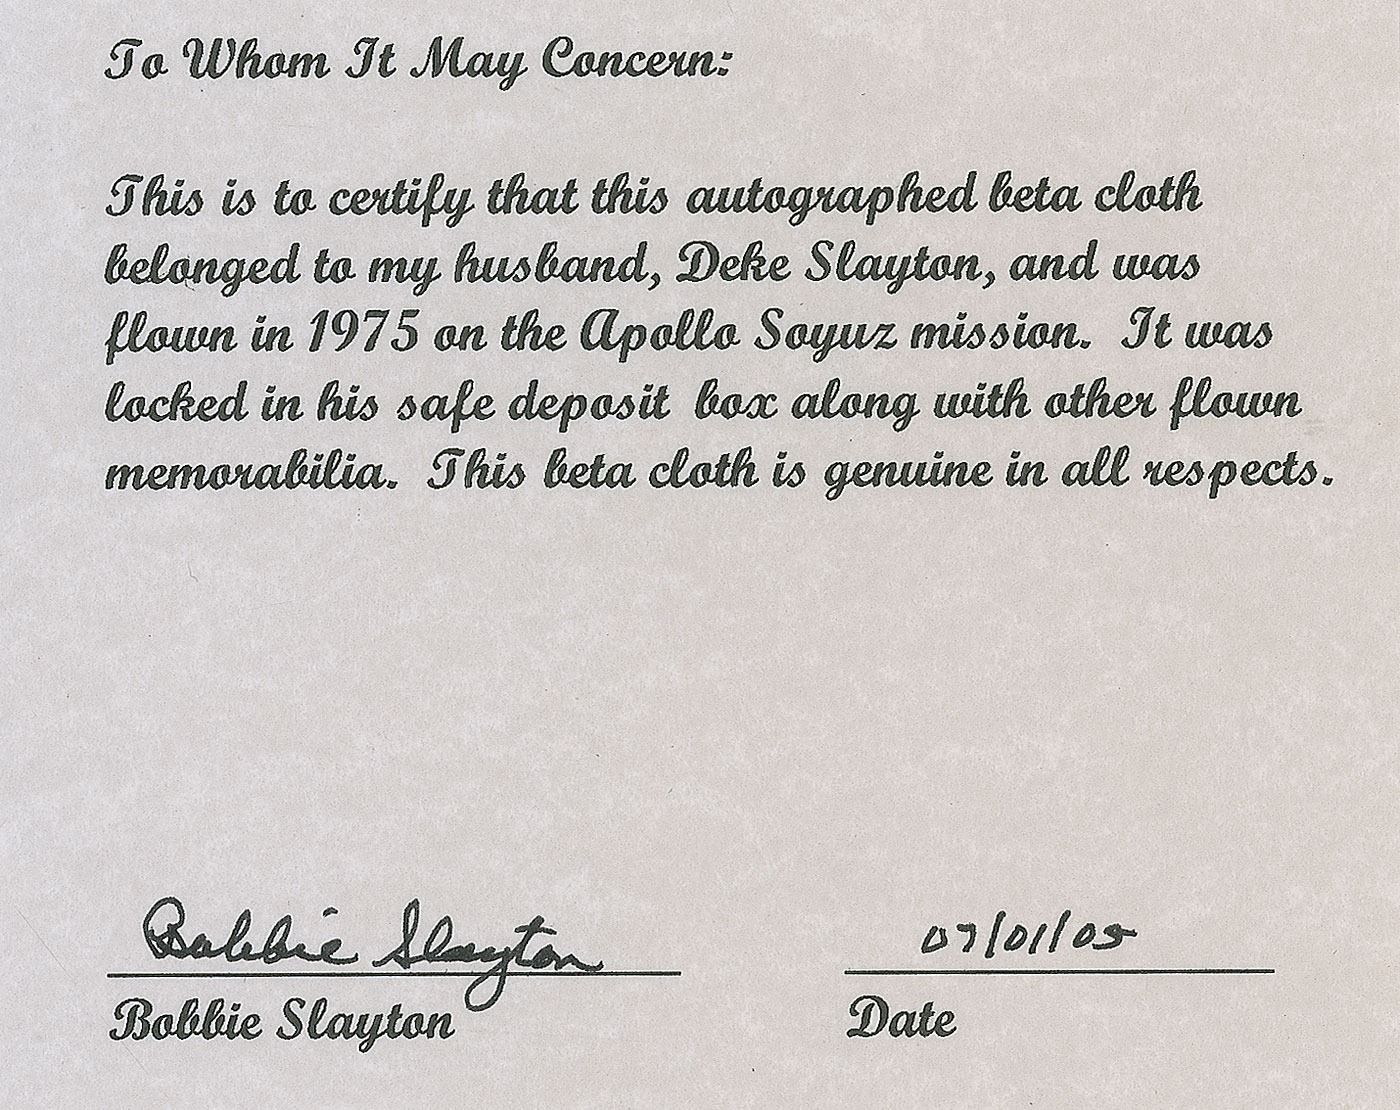 To Whom It May Concern:
This is to certify that this autographed beta cloth
belonged to my husband, Deke Slayton, and was
flown in 1975 on the Apollo Soyuz mission. It was
locked in his safe deposit box along with other flown
memorabilia. This beta cloth is genuine in all respects.
Bobbie Slayton 07/01/05
Bobbie Slayton Date